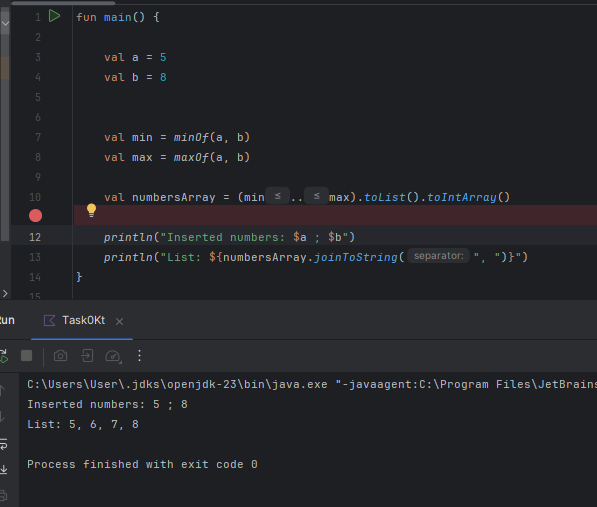 1 fun main() {
2
3 val a = 5
4 val b = 8
5
6
7 val min = minOf(a, b)
8 val max = maxOf(a, b)
9
10 val numbersArray = (min ≤ .. ≤ max).toList().toIntArray()
12 println("Inserted numbers: $a ; $b")
13 println("List: ${numbersArray.joinToString( separator: ", ")}")
14 }
15
Run Task0Kt
C:\Users\User\.jdks\openjdk-23\bin\java.exe "-javaagent:C:\Program Files\JetBrains
Inserted numbers: 5 ; 8
List: 5, 6, 7, 8
Process finished with exit code 0